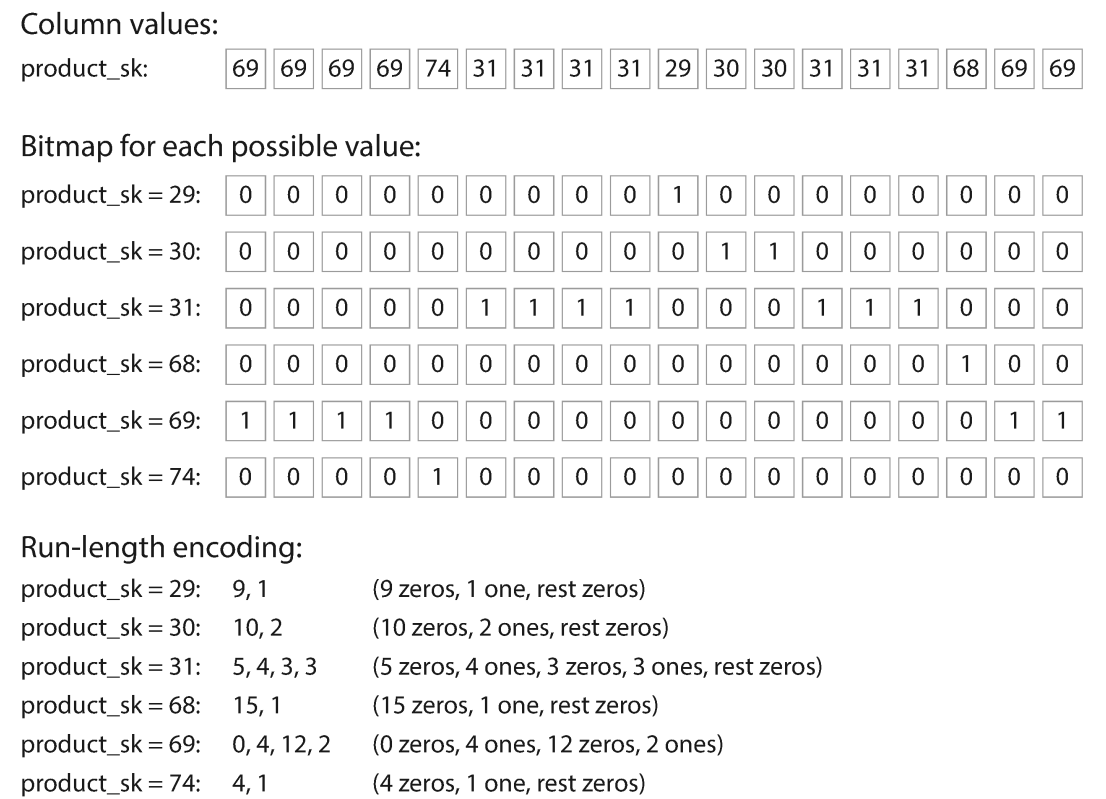 Column values:
product_sk: 69 69 69 69 74 31 31 31 31 29 30 30 31 31 31 68 69 69
Bitmap for each possible value:
product_sk = 29: 0 0 0 0 0 0 0 0 0 1 0 0 0 0 0 0 0 0
product_sk = 30: 0 0 0 0 0 0 0 0 0 0 1 1 0 0 0 0 0 0
product_sk = 31: 0 0 0 0 0 1 1 1 1 0 0 0 1 1 1 0 0 0
product_sk = 68: 0 0 0 0 0 0 0 0 0 0 0 0 0 0 0 1 0 0
product_sk = 69: 1 1 1 1 0 0 0 0 0 0 0 0 0 0 0 0 1 1
product_sk = 74: 0 0 0 0 1 0 0 0 0 0 0 0 0 0 0 0 0 0
Run-length encoding:
product_sk = 29: 9, 1 (9 zeros, 1 one, rest zeros)
product_sk = 30: 10, 2 (10 zeros, 2 ones, rest zeros)
product_sk = 31: 5, 4, 3, 3 (5 zeros, 4 ones, 3 zeros, 3 ones, rest zeros)
product_sk = 68: 15, 1 (15 zeros, 1 one, rest zeros)
product_sk = 69: 0, 4, 12, 2 (0 zeros, 4 ones, 12 zeros, 2 ones)
product_sk = 74: 4, 1 (4 zeros, 1 one, rest zeros)